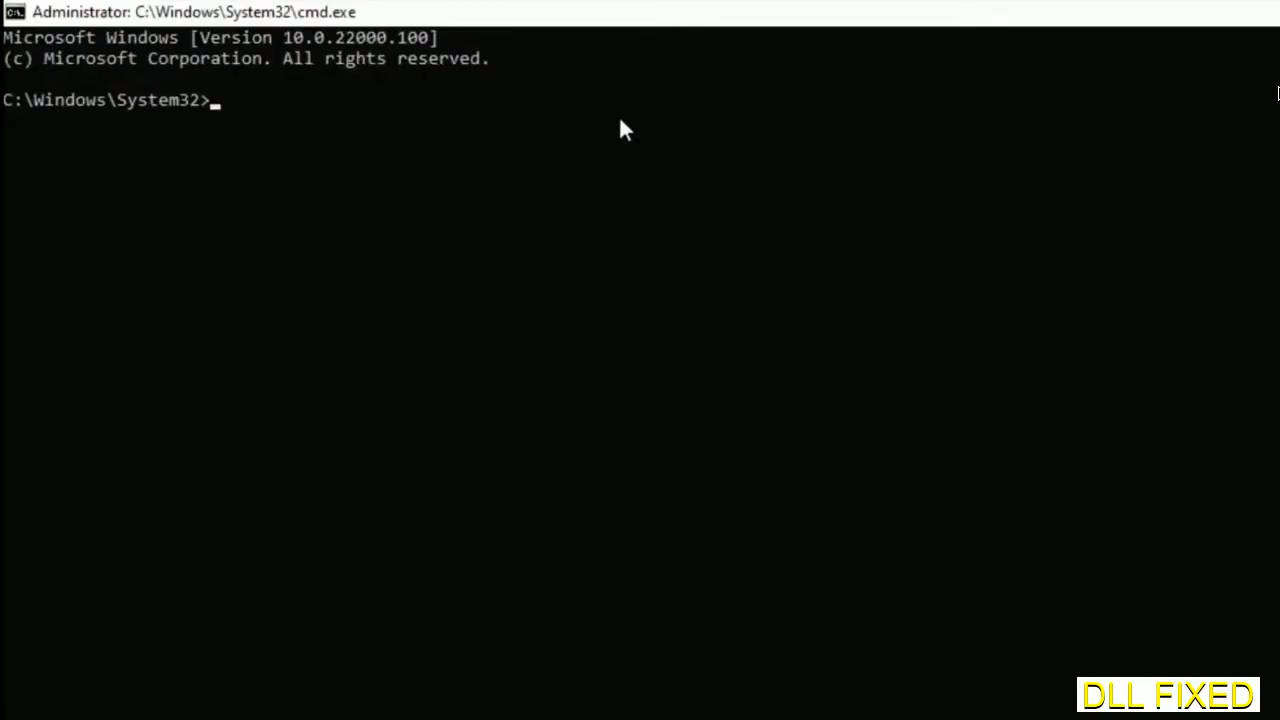 Administrator: C:\Windows\System32\cmd.exe
Microsoft Windows [Version 10.0.22000.100]
(c) Microsoft Corporation. All rights reserved.
C:\Windows\System32>
DLL FIXED